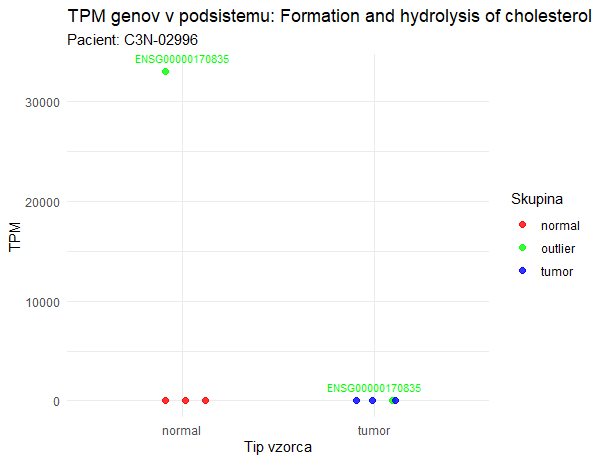 TPM genov v podsistemu: Formation and hydrolysis of cholesterol
Pacient: C3N-02996
ENSG00000170835
30000
20000
10000
0
TPM
ENSG00000170835
normal
tumor
Tip vzorca
Skupina
normal
outlier
tumor